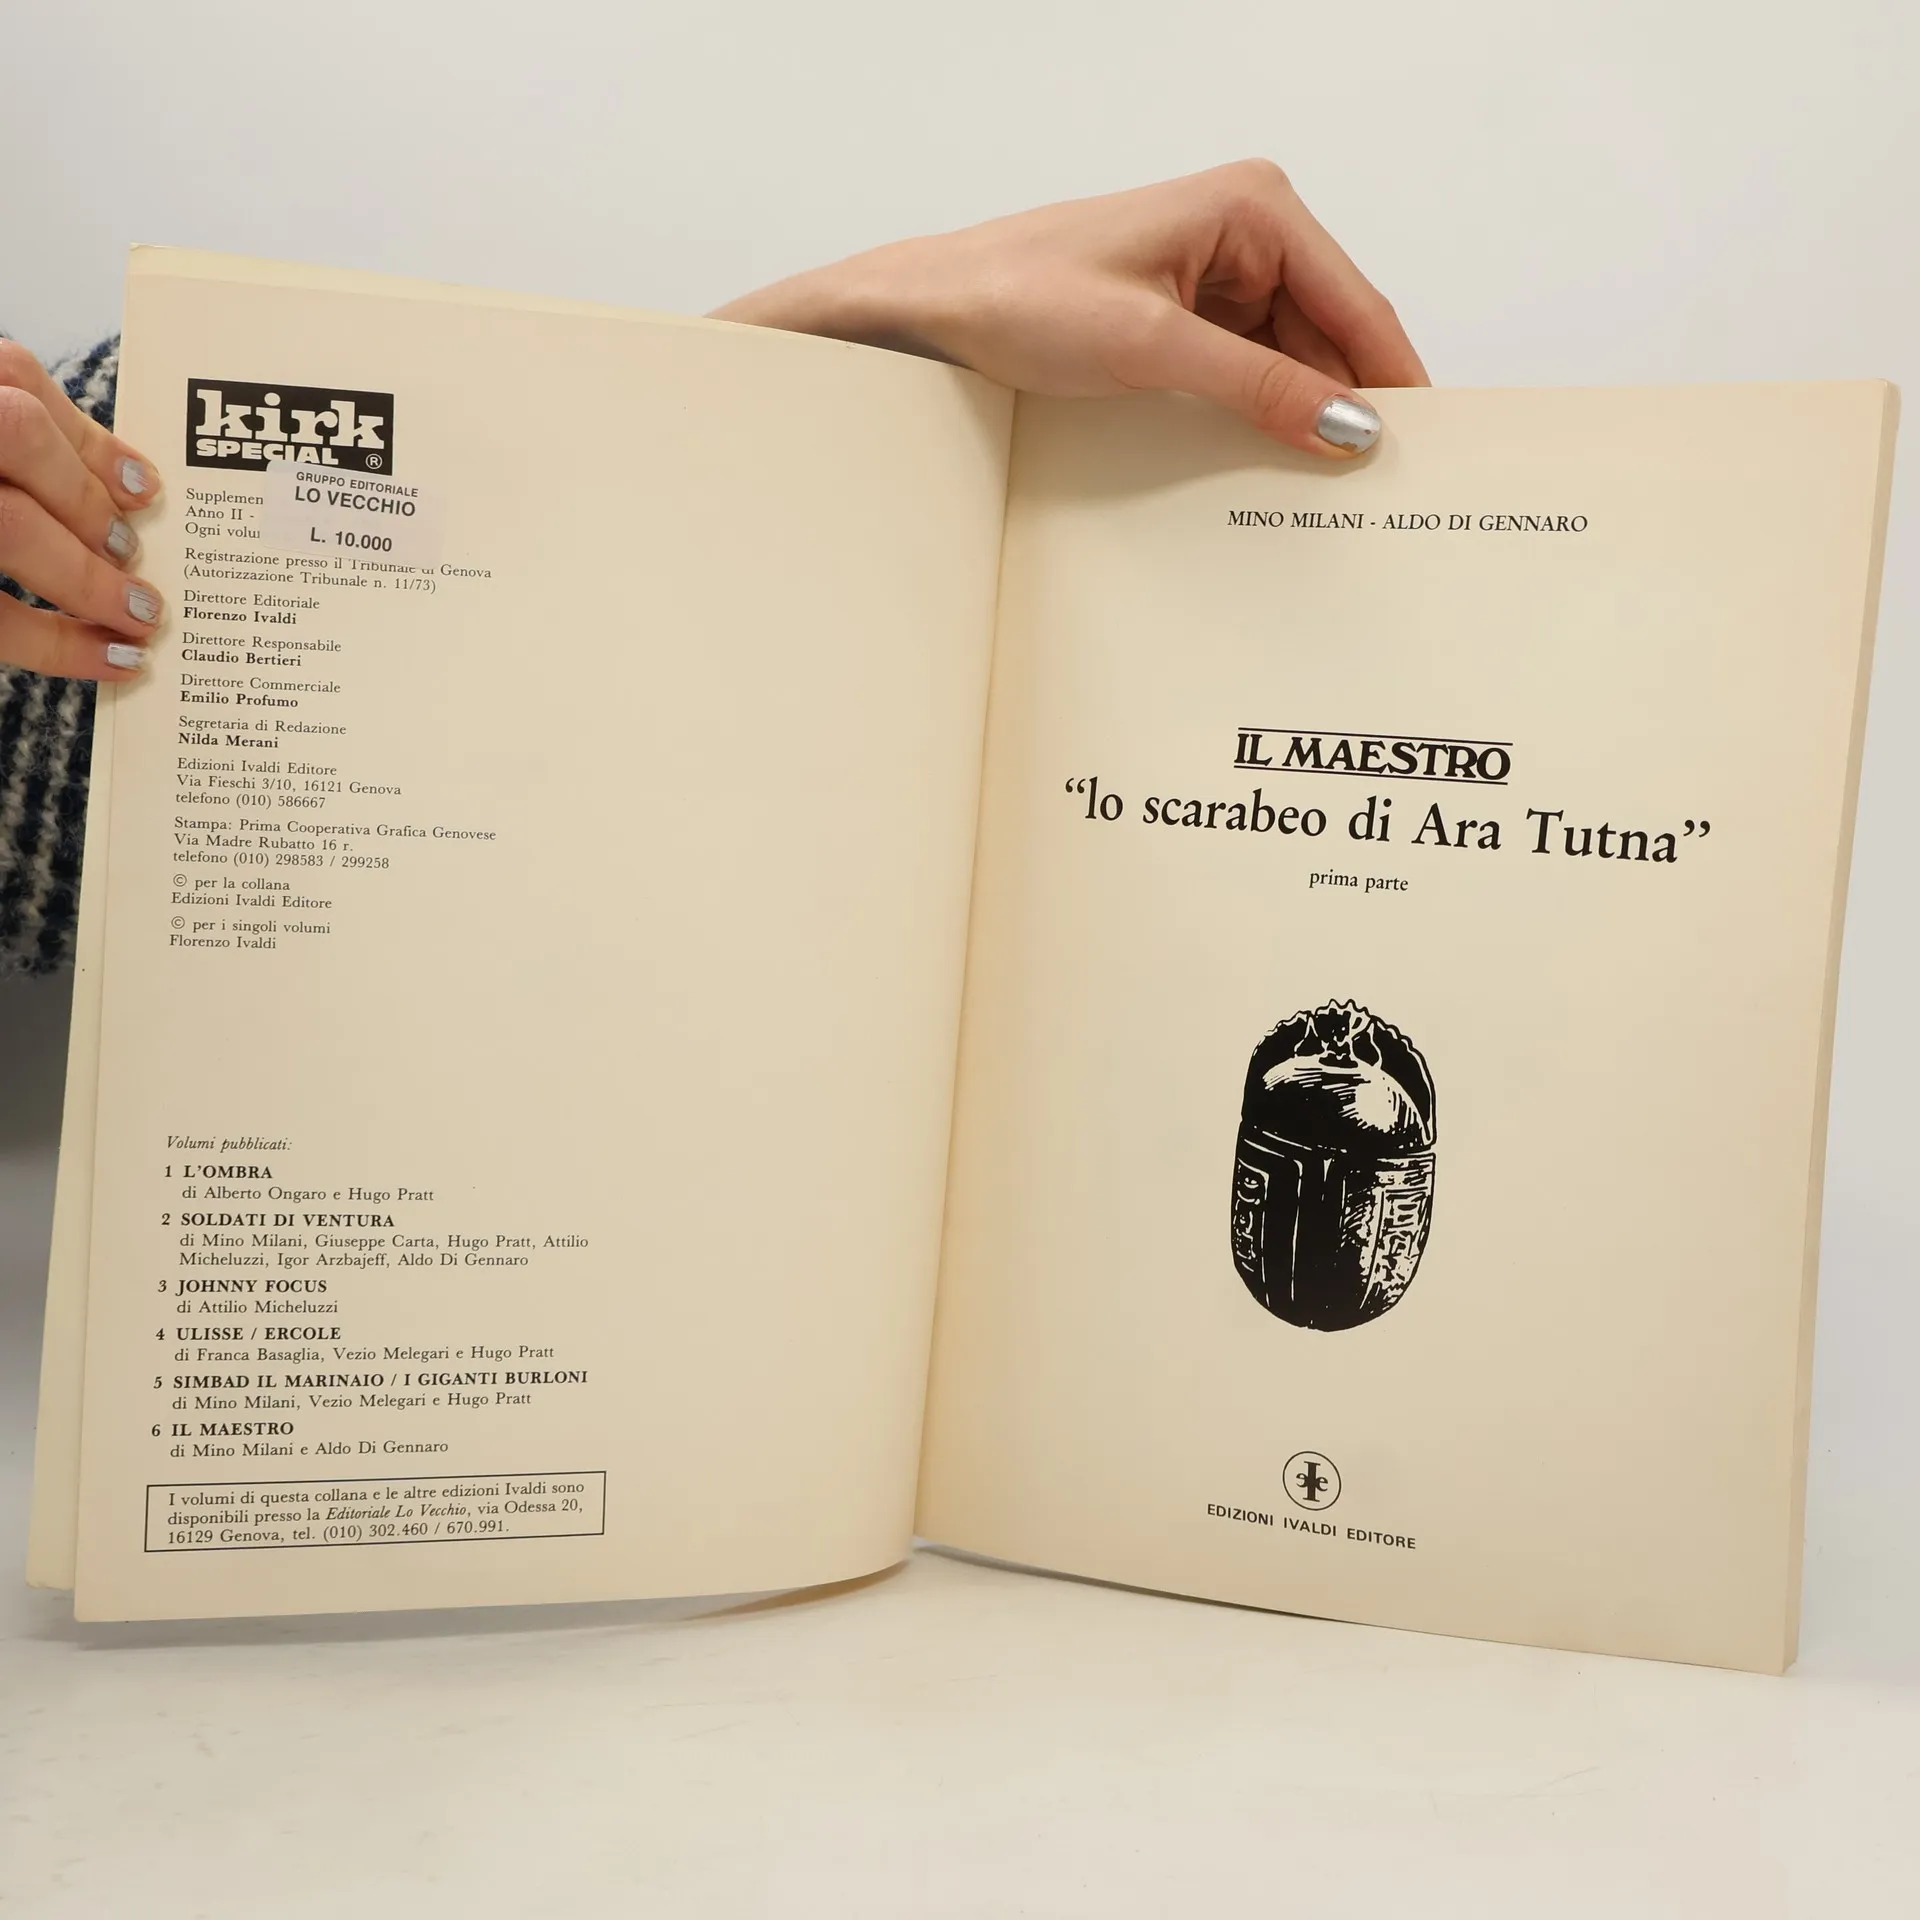 kirk
SPECIAL ®
GRUPPO EDITORIALE
LO VECCHIO
L. 10.000
Supplemen
Anno II -
Ogni volu
Registrazione presso il Tribunale di Genova
(Autorizzazione Tribunale n. 11/73)
Direttore Editoriale
Florenzo Ivaldi
Direttore Responsabile
Claudio Bertieri
Direttore Commerciale
Emilio Profumo
Segretaria di Redazione
Nilda Merani
Edizioni Ivaldi Editore
Via Fieschi 3/10, 16121 Genova
telefono (010) 586667
Stampa: Prima Cooperativa Grafica Genovese
Via Madre Rubatto 16 r.
telefono (010) 298583 / 299258
© per la collana
Edizioni Ivaldi Editore
© per i singoli volumi
Florenzo Ivaldi
Volumi pubblicati:
1 L'OMBRA
di Alberto Ongaro e Hugo Pratt
2 SOLDATI DI VENTURA
di Mino Milani, Giuseppe Carta, Hugo Pratt, Attilio
Micheluzzi, Igor Arzbajeff, Aldo Di Gennaro
3 JOHNNY FOCUS
di Attilio Micheluzzi
4 ULISSE / ERCOLE
di Franca Basaglia, Vezio Melegari e Hugo Pratt
5 SIMBAD IL MARINAIO / I GIGANTI BURLONI
di Mino Milani, Vezio Melegari e Hugo Pratt
6 IL MAESTRO
di Mino Milani e Aldo Di Gennaro
I volumi di questa collana e le altre edizioni Ivaldi sono
disponibili presso la Editoriale Lo Vecchio, via Odessa 20,
16129 Genova, tel. (010) 302.460 / 670.991.
MINO MILANI - ALDO DI GENNARO
IL MAESTRO
“lo scarabeo di Ara Tutna”
prima parte
EDIZIONI IVALDI EDITORE